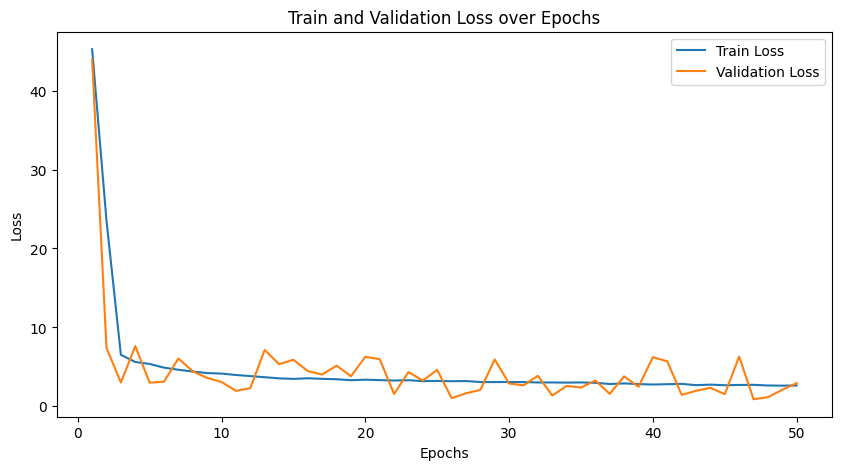 Train and Validation Loss over Epochs
Train Loss
Validation Loss
Loss
40
30
20
10
0
0 10 20 30 40 50
Epochs